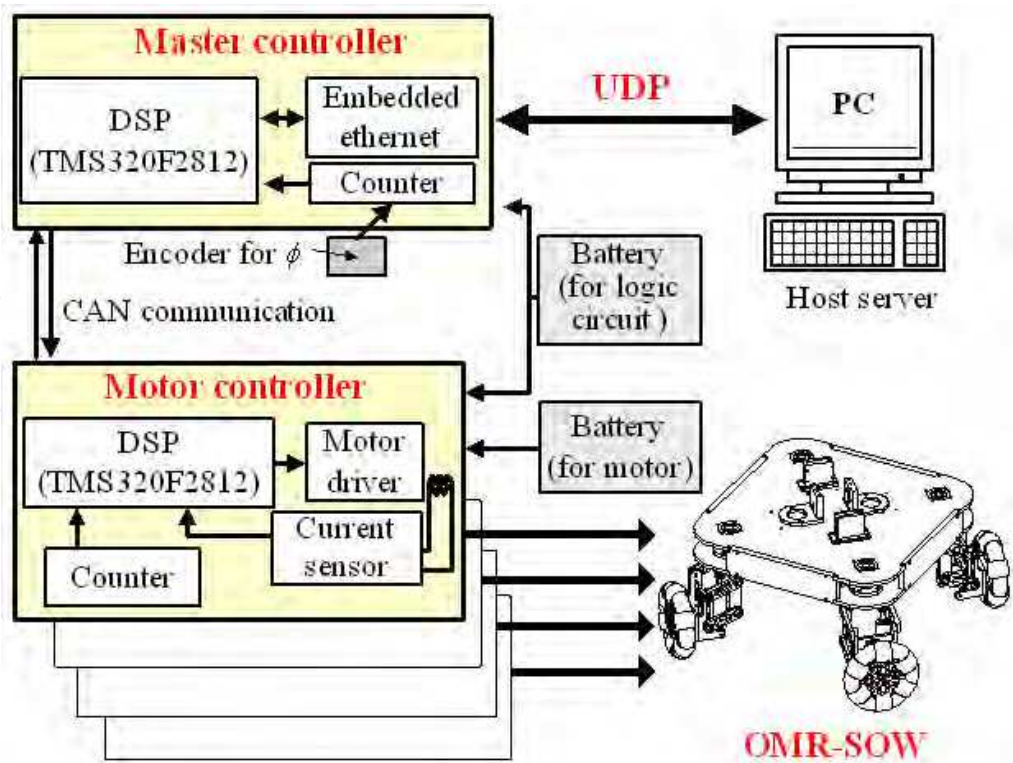 Master controller
DSP
(TMS320F2812)
Embedded
ethernet
Counter
UDP
PC
Host server
Encoder for ϕ
CAN communication
Battery
(for logic
circuit)
Motor controller
DSP
(TMS320F2812)
Motor
driver
Current
sensor
Counter
Battery
(for motor)
OMR-SOW